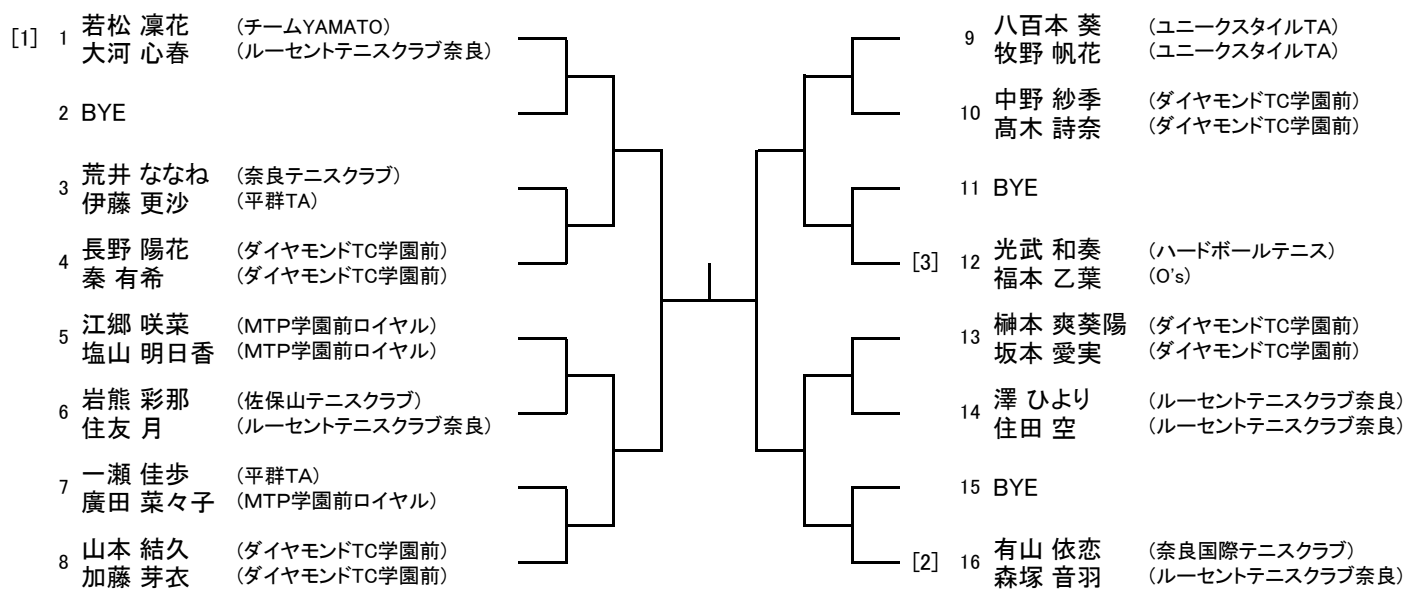 [1] 1 若松 凜花 (チームYAMATO)
大河 心春 (ルーセントテニスクラブ奈良)
2 BYE
3 荒井 ななね (奈良テニスクラブ)
伊藤 更沙 (平群TA)
4 長野 陽花 (ダイヤモンドTC学園前)
秦 有希 (ダイヤモンドTC学園前)
5 江郷 咲菜 (MTP学園前ロイヤル)
塩山 明日香 (MTP学園前ロイヤル)
6 岩熊 彩那 (佐保山テニスクラブ)
住友 月 (ルーセントテニスクラブ奈良)
7 一瀬 佳歩 (平群TA)
廣田 菜々子 (MTP学園前ロイヤル)
8 山本 結久 (ダイヤモンドTC学園前)
加藤 芽衣 (ダイヤモンドTC学園前)
9 八百本 葵 (ユニークスタイルTA)
牧野 帆花 (ユニークスタイルTA)
10 中野 紗季 (ダイヤモンドTC学園前)
髙木 詩奈 (ダイヤモンドTC学園前)
11 BYE
[3] 12 光武 和奏 (ハードボールテニス)
福本 乙葉 (O's)
13 榊本 爽葵陽 (ダイヤモンドTC学園前)
坂本 愛実 (ダイヤモンドTC学園前)
14 澤 ひより (ルーセントテニスクラブ奈良)
住田 空 (ルーセントテニスクラブ奈良)
15 BYE
[2] 16 有山 依恋 (奈良国際テニスクラブ)
森塚 音羽 (ルーセントテニスクラブ奈良)